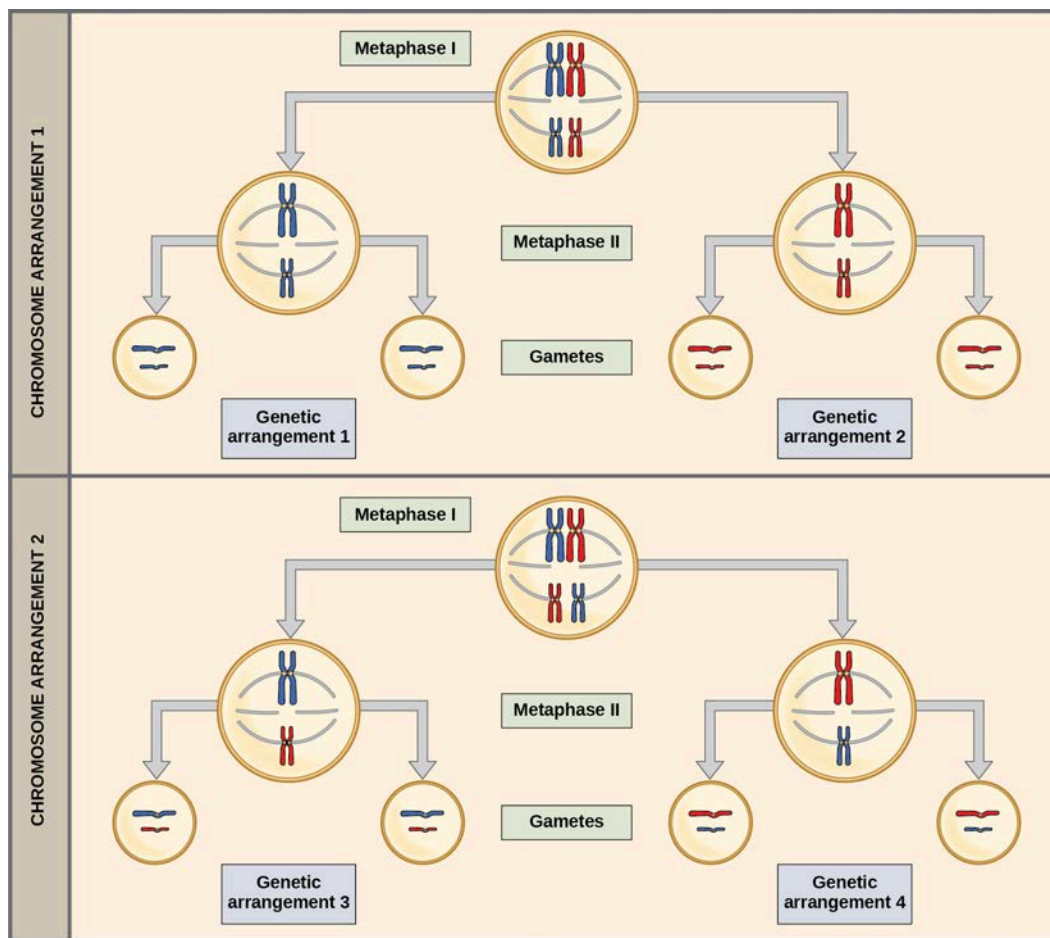 CHROMOSOME ARRANGEMENT 1
Metaphase I
Metaphase II
Gametes
Genetic
arrangement 1
Genetic
arrangement 2
CHROMOSOME ARRANGEMENT 2
Metaphase I
Metaphase II
Gametes
Genetic
arrangement 3
Genetic
arrangement 4